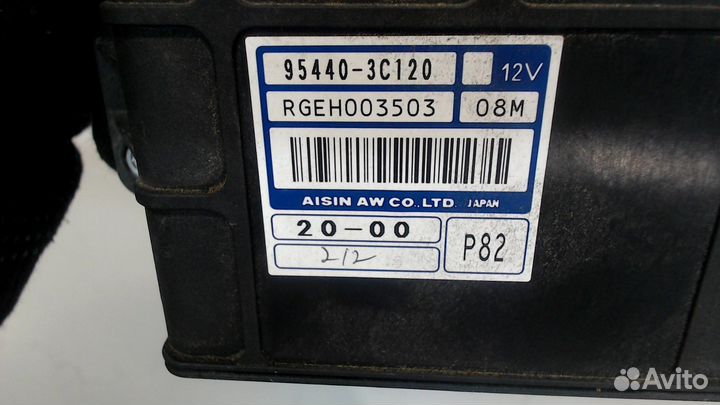 95440-3C120 12V
RGEH003503 08M
AISIN AW CO.,LTD. JAPAN
20-00
212
P82
Avito